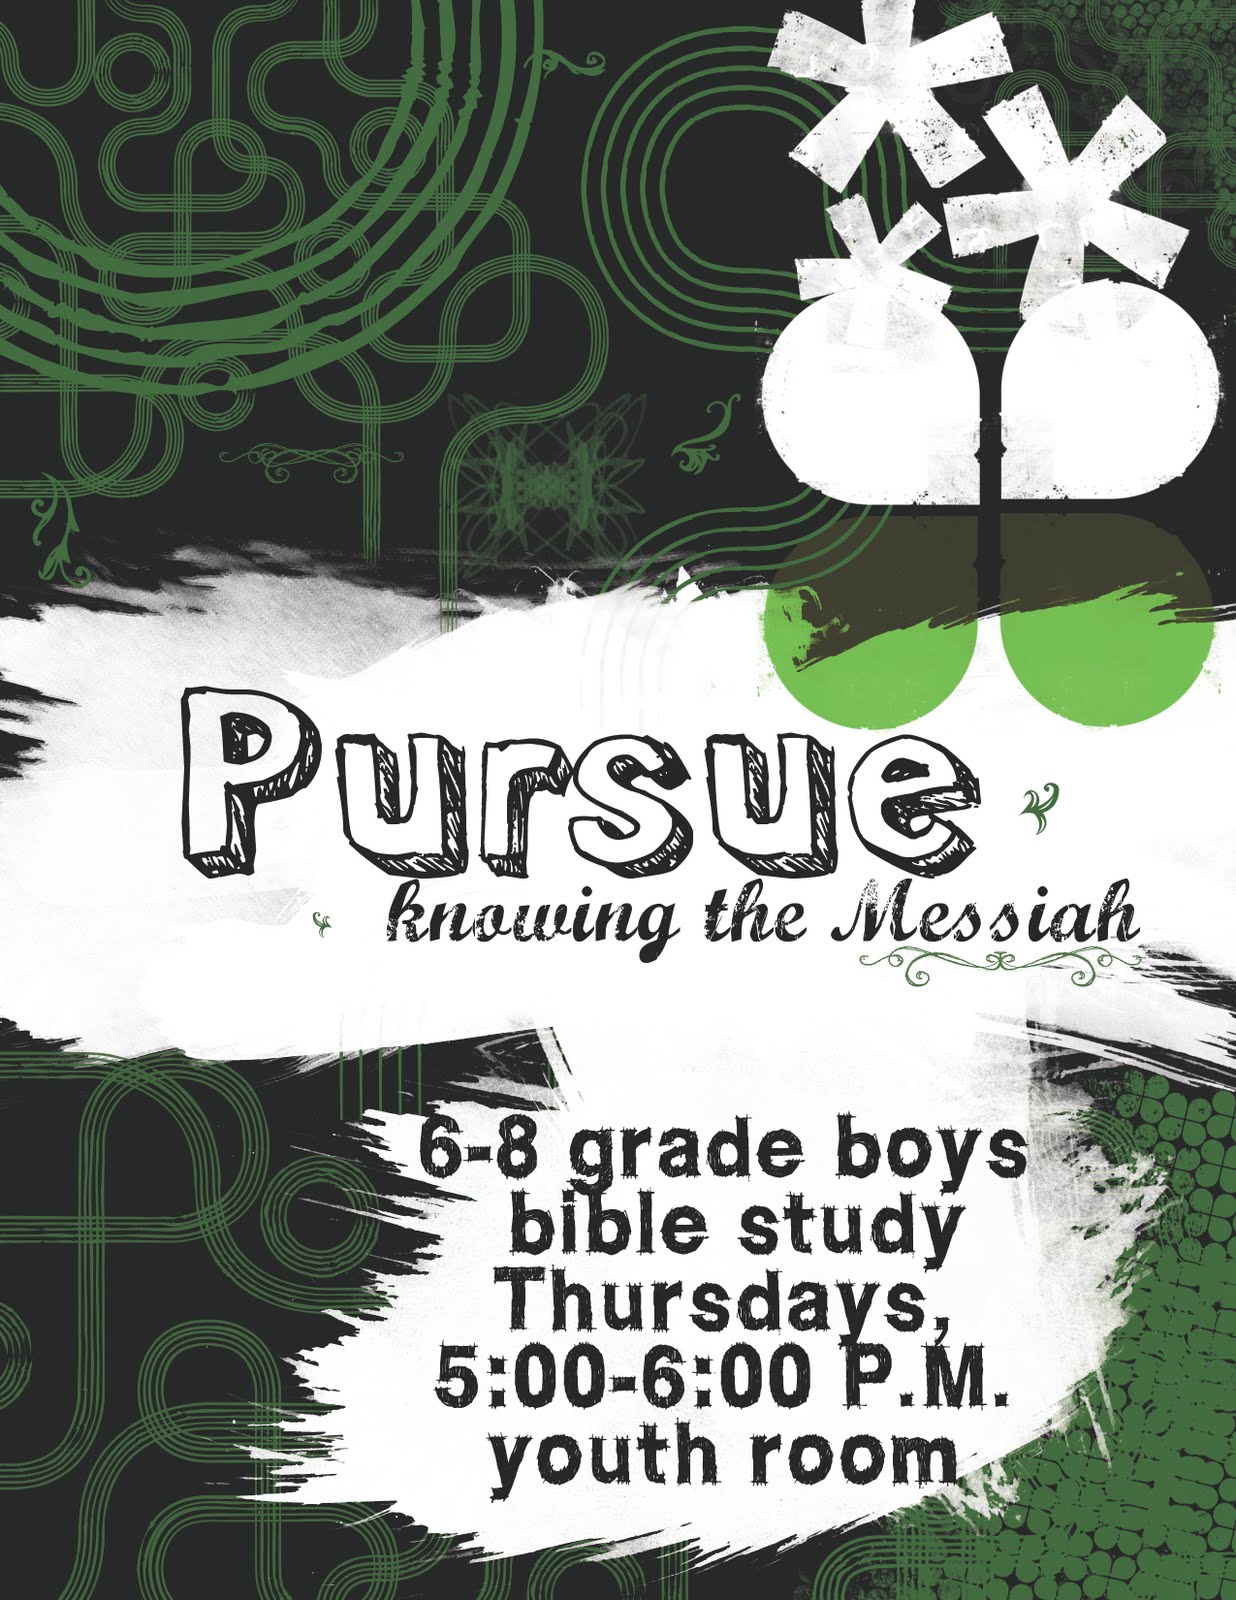 Pursue
knowing the Messiah
6-8 grade boys
bible study
Thursdays,
5:00-6:00 P.M.
youth room